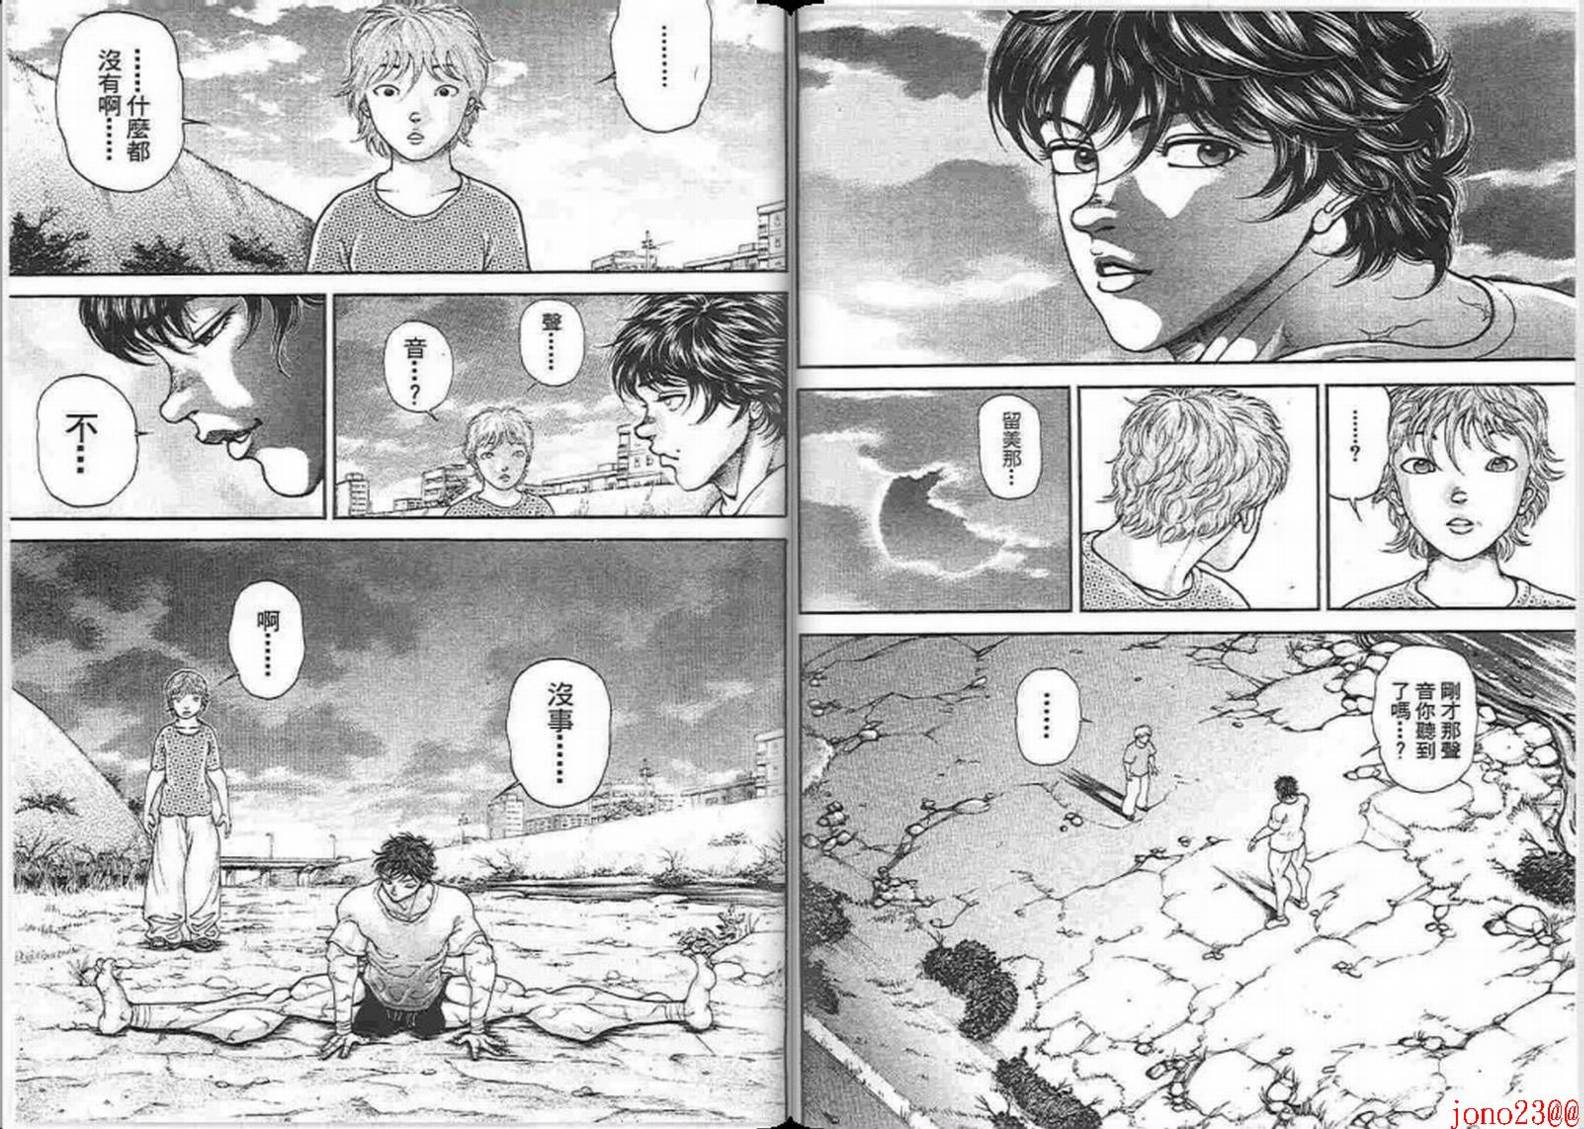 ……?
留美那…
剛才那聲
音你聽到
了嗎…?
……
………
……什麼都
沒有啊……
聲……
音…?
不…
啊……
沒事……
jono23@@